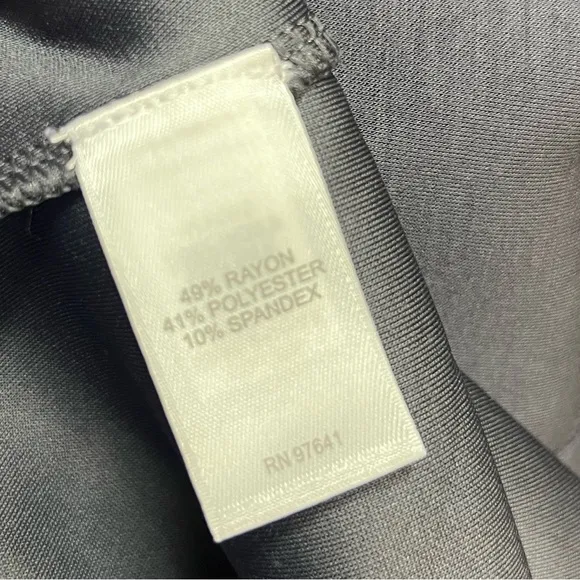 49% RAYON
41% POLYESTER
10% SPANDEX
RN 97641